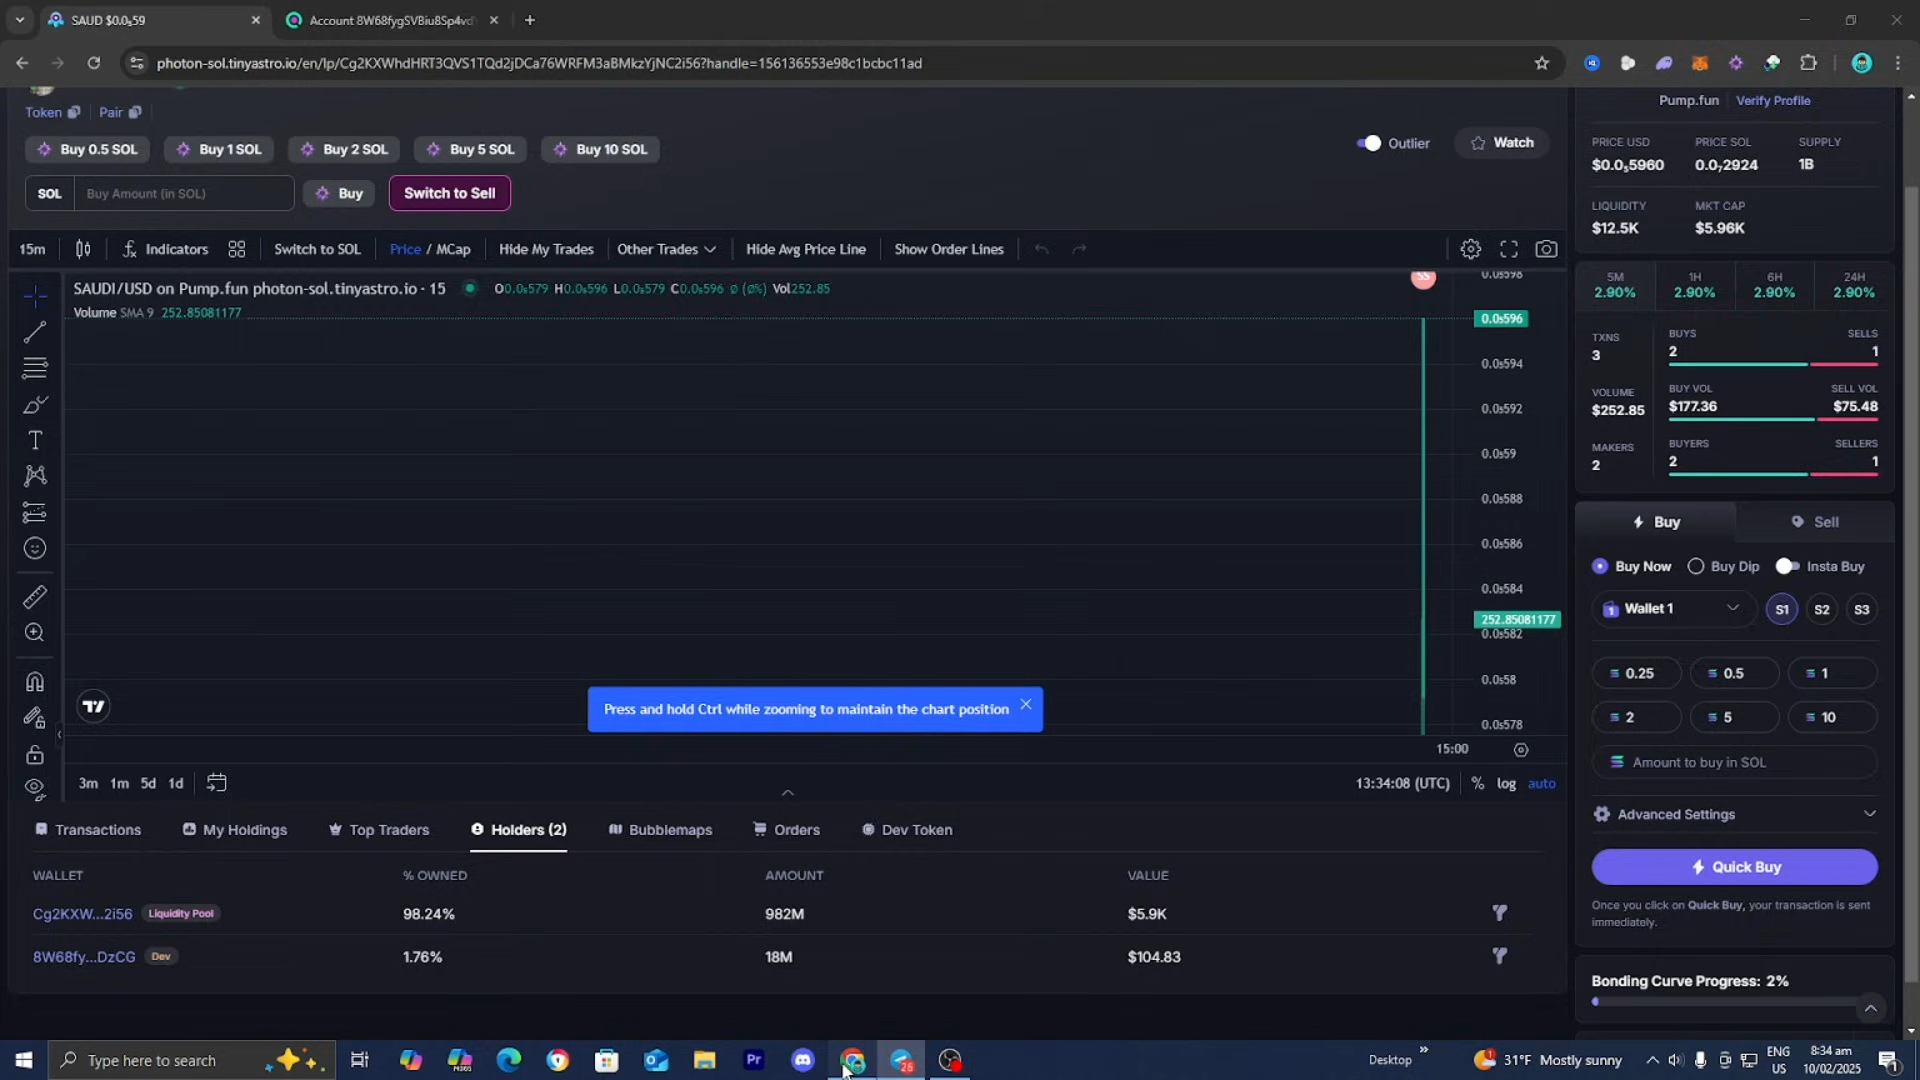 SAUD $0.0₅59
Account 8W68fygSVBiu8Sp4vd
photon-sol.tinyastro.io/en/lp/Cg2KXWhdHRT3QVS1TQd2jDCa76WRFM3aBMkzYjNC2i56?handle=156136553e98c1bcbc11ad
Token Pair
Buy 0.5 SOL Buy 1 SOL Buy 2 SOL Buy 5 SOL Buy 10 SOL
Outlier Watch
SOL Buy Amount (in SOL) Buy Switch to Sell
15m Indicators Switch to SOL Price / MCap Hide My Trades Other Trades Hide Avg Price Line Show Order Lines
SAUDI/USD on Pump.fun photon-sol.tinyastro.io · 15 O0.0₅579 H0.0₅596 L0.0₅579 C0.0₅596 ∅ (∅%) Vol252.85
Volume SMA 9 252.85081177
SS
0.0₅598
0.0₅596
0.0₅594
0.0₅592
0.0₅59
0.0₅588
0.0₅586
0.0₅584
252.85081177
0.0₅582
0.0₅58
0.0₅578
Press and hold Ctrl while zooming to maintain the chart position
15:00
3m 1m 5d 1d
13:34:08 (UTC) % log auto
Transactions My Holdings Top Traders Holders (2) Bubblemaps Orders Dev Token
WALLET % OWNED AMOUNT VALUE
Cg2KXW...2i56 Liquidity Pool 98.24% 982M $5.9K
8W68fy...DzCG Dev 1.76% 18M $104.83
Pump.fun Verify Profile
PRICE USD PRICE SOL SUPPLY
$0.0₅5960 0.0₇2924 1B
LIQUIDITY MKT CAP
$12.5K $5.96K
5M 1H 6H 24H
2.90% 2.90% 2.90% 2.90%
TXNS BUYS SELLS
3 2 1
VOLUME BUY VOL SELL VOL
$252.85 $177.36 $75.48
MAKERS BUYERS SELLERS
2 2 1
Buy Sell
Buy Now Buy Dip Insta Buy
1 Wallet 1 S1 S2 S3
0.25 0.5 1
2 5 10
Amount to buy in SOL
Advanced Settings
Quick Buy
Once you click on Quick Buy, your transaction is sent
immediately.
Bonding Curve Progress: 2%
Type here to search
M365
Pr
26
Desktop
31°F Mostly sunny
ENG
US
8:34 am
10/02/2025
1